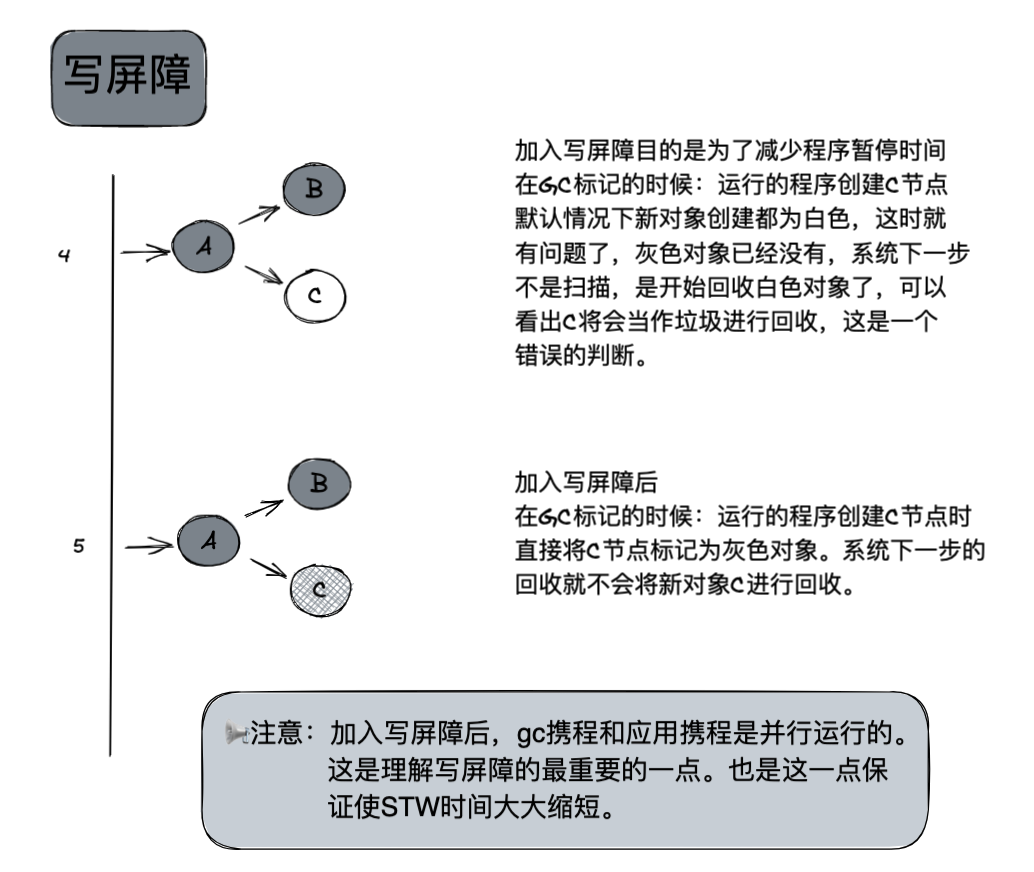 写屏障
加入写屏障目的是为了减少程序暂停时间
在GC标记的时候：运行的程序创建C节点
默认情况下新对象创建都为白色，这时就
有问题了，灰色对象已经没有，系统下一步
不是扫描，是开始回收白色对象了，可以
看出C将会当作垃圾进行回收，这是一个
错误的判断。
4
A
B
C
加入写屏障后
在GC标记的时候：运行的程序创建C节点时
直接将C节点标记为灰色对象。系统下一步的
回收就不会将新对象C进行回收。
5
A
B
C
注意：加入写屏障后，gc携程和应用携程是并行运行的。
这是理解写屏障的最重要的一点。也是这一点保
证使STW时间大大缩短。